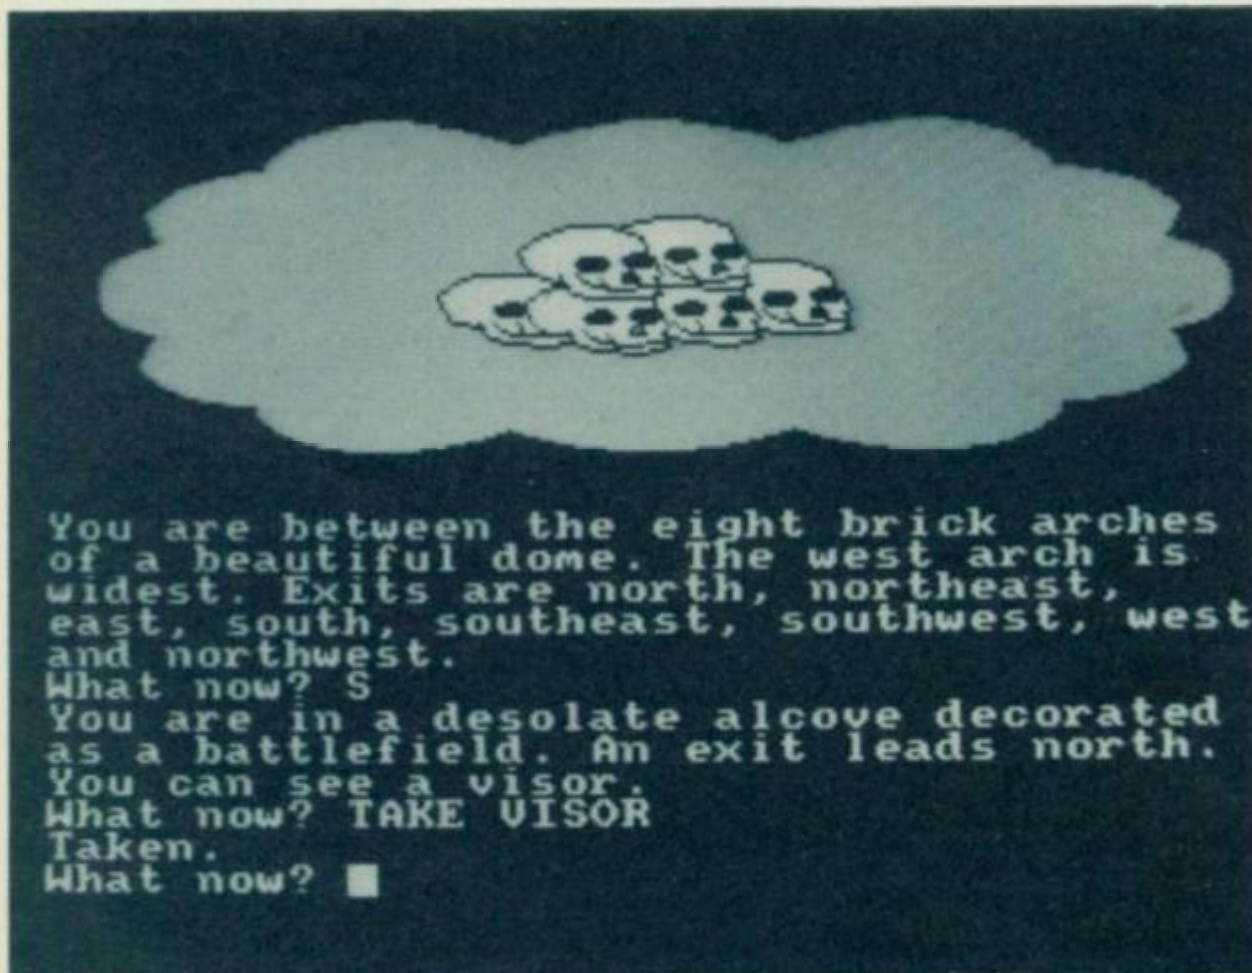 You are between the eight brick arches
of a beautiful dome. The west arch is
widest. Exits are north, northeast,
east, south, southeast, southwest, west
and northwest.
What now? S
You are in a desolate alcove decorated
as a battlefield. An exit leads north.
You can see a visor.
What now? TAKE VISOR
Taken.
What now?